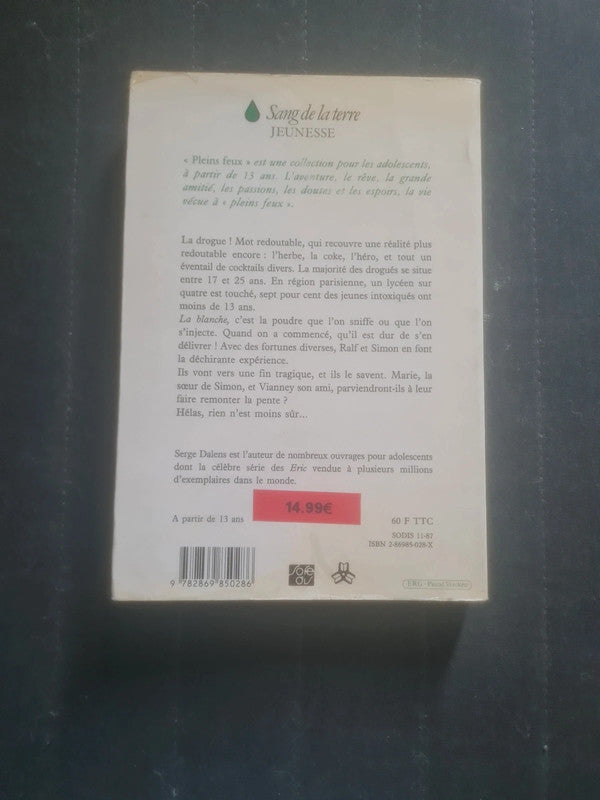 Sang de la terre
JEUNESSE
« Pleins feux » est une collection pour les adolescents,
à partir de 13 ans. L'aventure, le rêve, la grande
amitié, les passions, les doutes et les espoirs, la vie
vécue à « pleins feux ».
La drogue ! Mot redoutable, qui recouvre une réalité plus
redoutable encore : l'herbe, la coke, l'héro, et tout un
éventail de cocktails divers. La majorité des drogués se situe
entre 17 et 25 ans. En région parisienne, un lycéen sur
quatre est touché, sept pour cent des jeunes intoxiqués ont
moins de 13 ans.
La blanche, c'est la poudre que l'on sniffe ou que l'on
s'injecte. Quand on a commencé, qu'il est dur de s'en
délivrer ! Avec des fortunes diverses, Ralf et Simon en font
la déchirante expérience.
Ils vont vers une fin tragique, et ils le savent. Marie, la
sœur de Simon, et Vianney son ami, parviendront-ils à leur
faire remonter la pente ?
Hélas, rien n'est moins sûr...
Serge Dalens est l'auteur de nombreux ouvrages pour adolescents
dont la célèbre série des Eric vendue à plusieurs millions
d'exemplaires dans le monde.
14.99€
A partir de 13 ans
60 F TTC
SODIS 11-87
ISBN 2-86985-028-X
9 782869 850286
ERG - Pascal